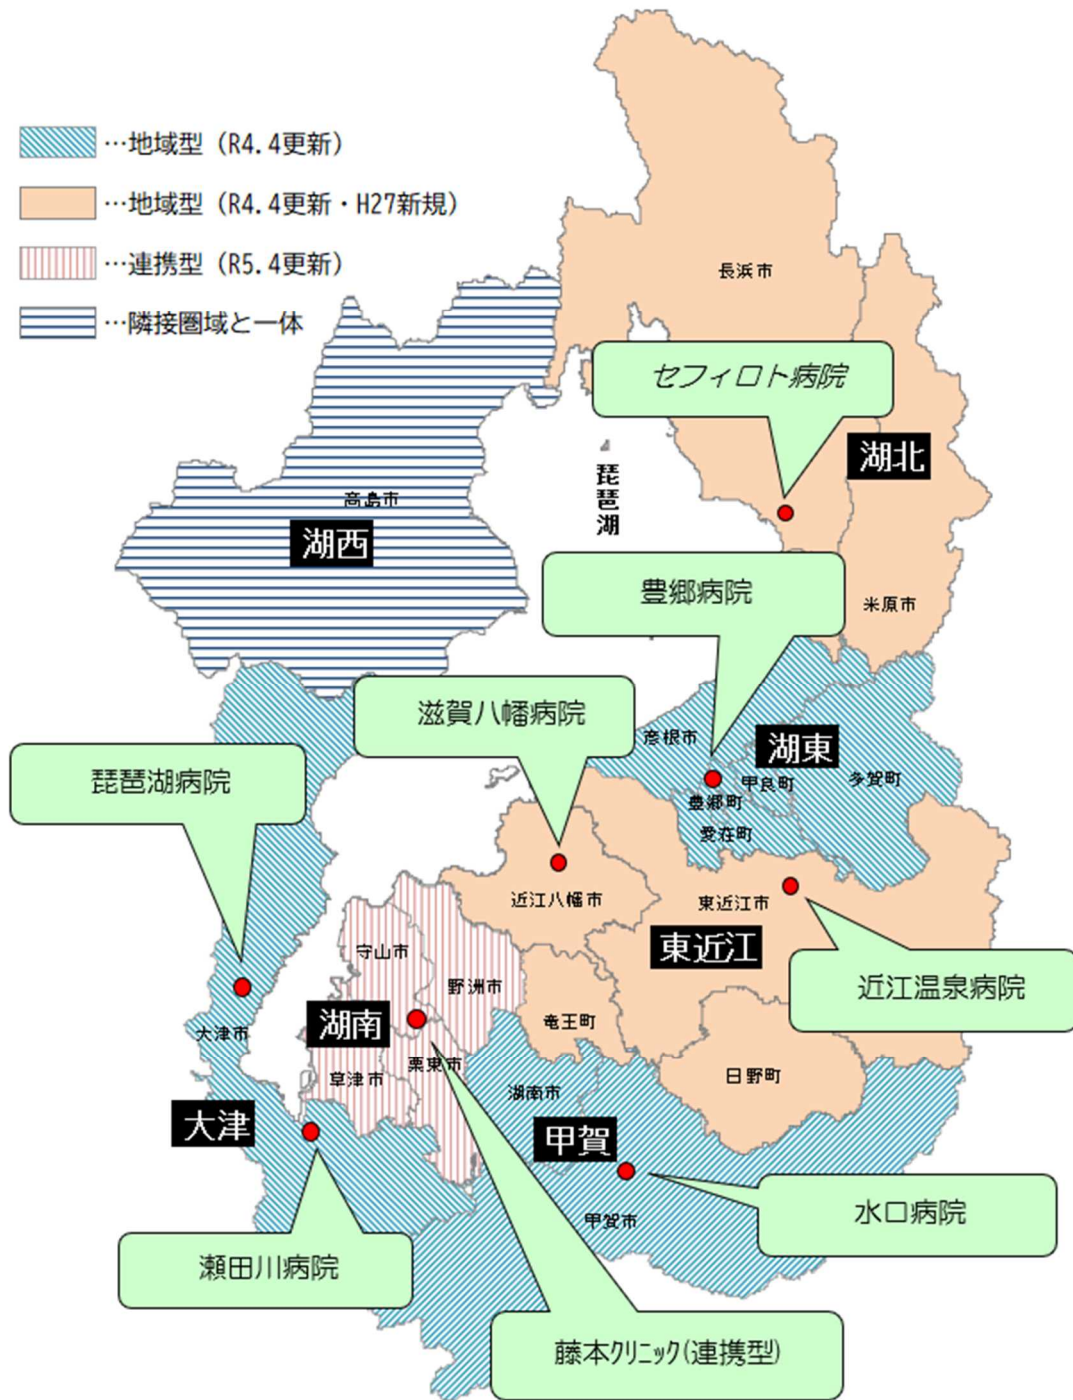 …地域型（R4.4更新）
…地域型（R4.4更新・H27新規）
…連携型（R5.4更新）
…隣接圏域と一体
長浜市
セフィロト病院
湖北
琵琶湖
高島市
湖西
豊郷病院
米原市
滋賀八幡病院
彦根市
湖東
琵琶湖病院
甲良町
多賀町
豊郷町
愛在町
近江八幡市
東近江市
東近江
守山市
野洲市
近江温泉病院
湖南
竜王町
大津市
栗東市
草津市
日野町
湖南市
大津
甲賀
水口病院
甲賀市
瀬田川病院
藤本クリニック(連携型)